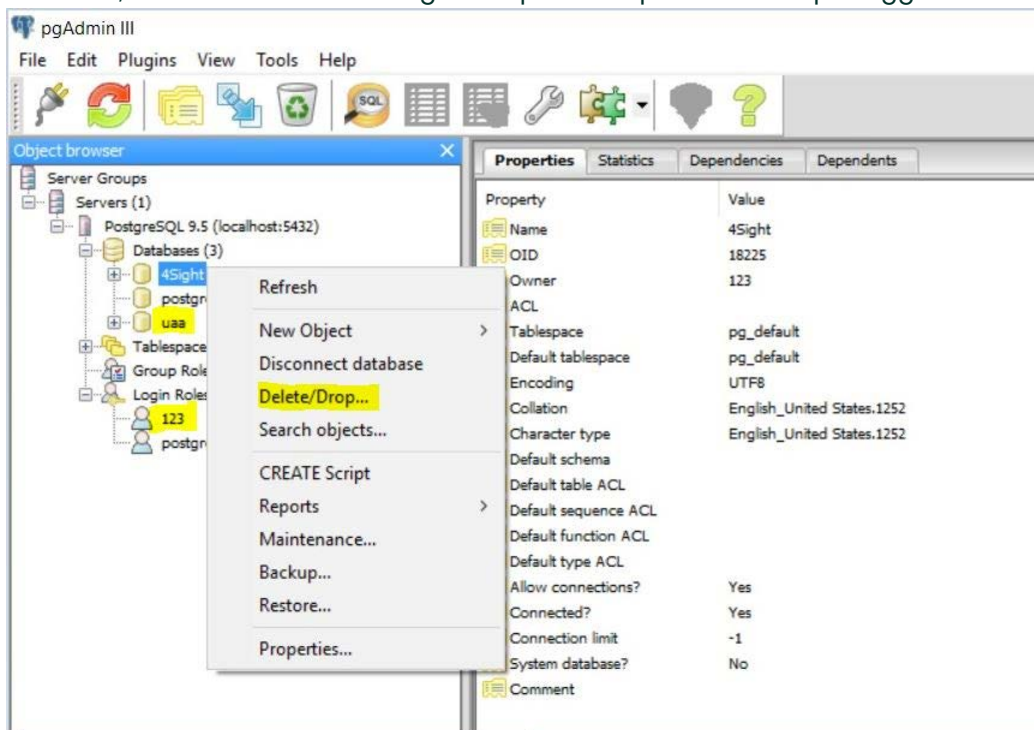 pgAdmin III
File Edit Plugins View Tools Help
SQL
Object browser
Server Groups
Servers (1)
PostgreSQL 9.5 (localhost:5432)
Databases (3)
4Sight
postgr
uaa
Tablespace
Group Role
Login Roles
123
postgr
Refresh
New Object
Disconnect database
Delete/Drop...
Search objects...
CREATE Script
Reports
Maintenance...
Backup...
Restore...
Properties...
Properties Statistics Dependencies Dependents
Property Value
Name 4Sight
OID 18225
Owner 123
ACL
Tablespace pg_default
Default tablespace pg_default
Encoding UTF8
Collation English_United States.1252
Character type English_United States.1252
Default schema
Default table ACL
Default sequence ACL
Default function ACL
Default type ACL
Allow connections? Yes
Connected? Yes
Connection limit -1
System database? No
Comment